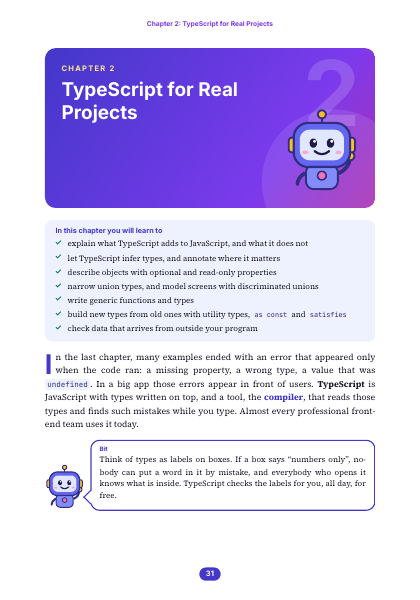 Chapter 2: TypeScript for Real Projects
CHAPTER 2
2
TypeScript for Real
Projects
In this chapter you will learn to
explain what TypeScript adds to JavaScript, and what it does not
let TypeScript infer types, and annotate where it matters
describe objects with optional and read-only properties
narrow union types, and model screens with discriminated unions
write generic functions and types
build new types from old ones with utility types, as const and satisfies
check data that arrives from outside your program
In the last chapter, many examples ended with an error that appeared only
when the code ran: a missing property, a wrong type, a value that was
undefined. In a big app those errors appear in front of users. TypeScript is
JavaScript with types written on top, and a tool, the compiler, that reads those
types and finds such mistakes while you type. Almost every professional front-
end team uses it today.
Bit
Think of types as labels on boxes. If a box says “numbers only”, no-
body can put a word in it by mistake, and everybody who opens it
knows what is inside. TypeScript checks the labels for you, all day, for
free.
31